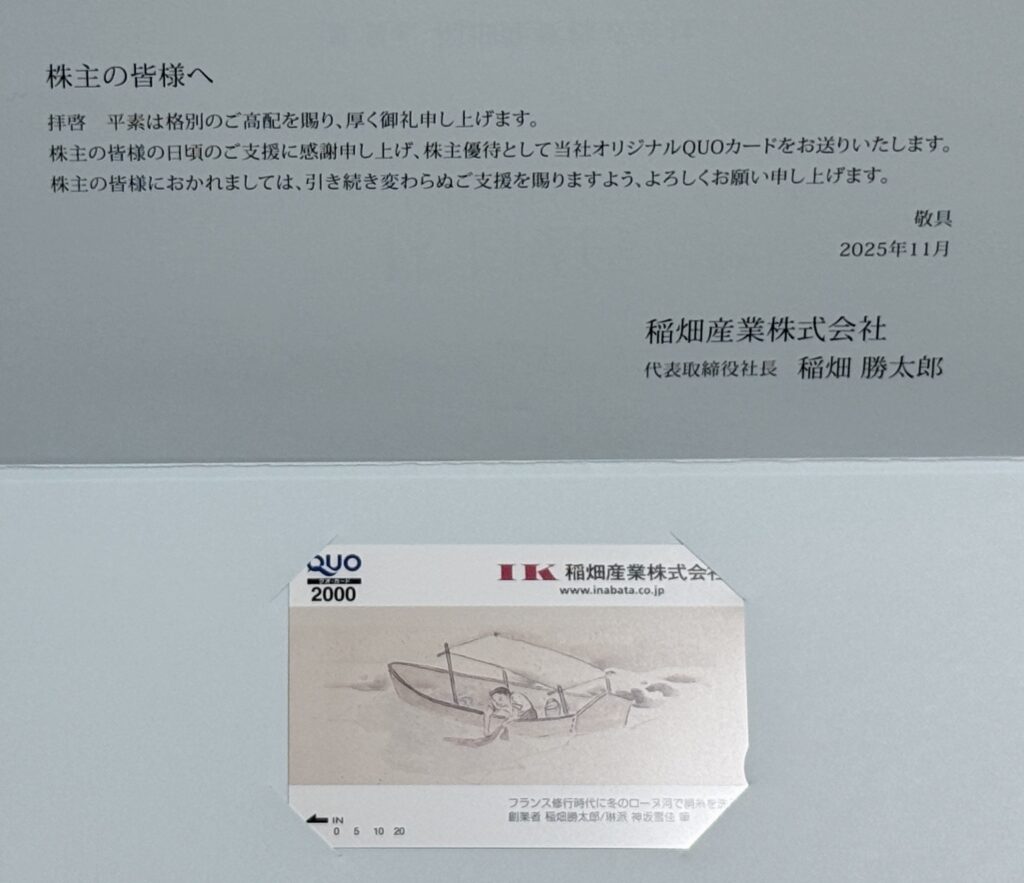 株主の皆様へ
拝啓　平素は格別のご高配を賜り、厚く御礼申し上げます。
株主の皆様の日頃のご支援に感謝申し上げ、株主優待として当社オリジナルQUOカードをお送りいたします。
株主の皆様におかれましては、引き続き変わらぬご支援を賜りますよう、よろしくお願い申し上げます。
敬具
2025年11月
稲畑産業株式会社
代表取締役社長　稲畑 勝太郎
QUO
クオ・カード
2000
IK 稲畑産業株式会社
www.inabata.co.jp
フランス修行時代に冬のローヌ河で絹糸を洗
創業者 稲畑勝太郎/琳派 神坂雪佳 筆
IN
0 5 10 20